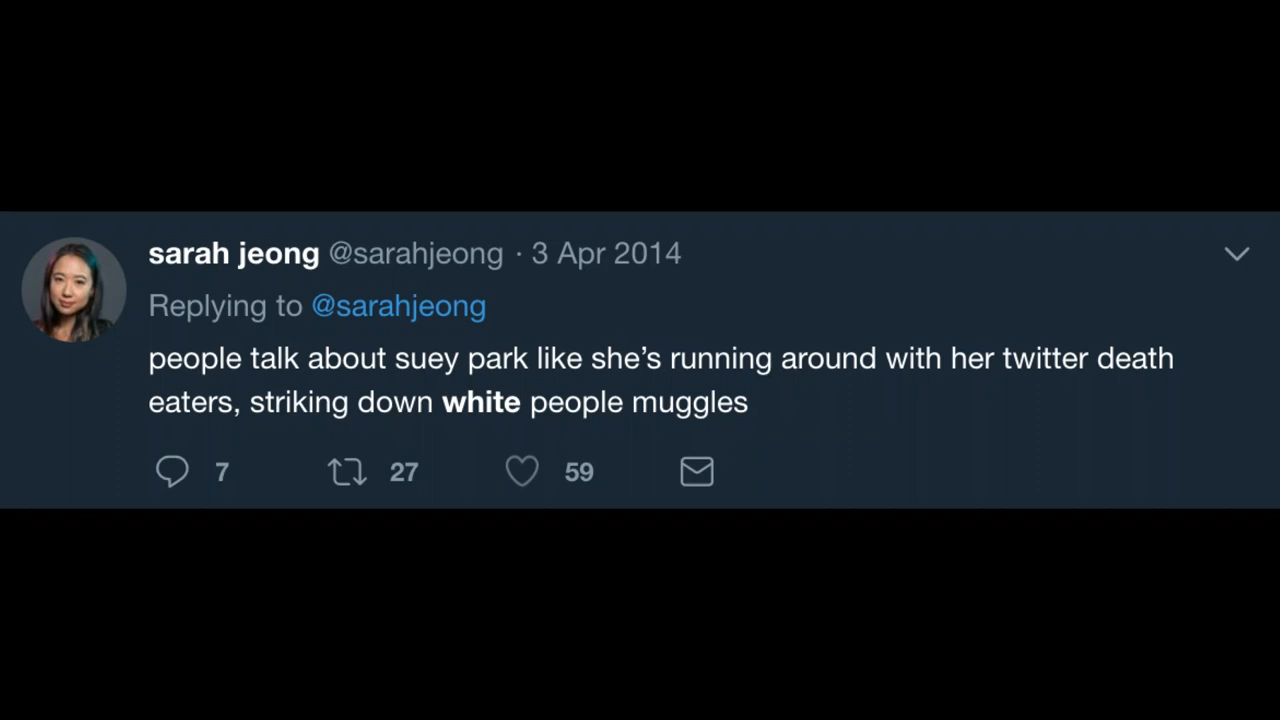 sarah jeong @sarahjeong · 3 Apr 2014
Replying to @sarahjeong
people talk about suey park like she’s running around with her twitter death
eaters, striking down white people muggles
7 27 59